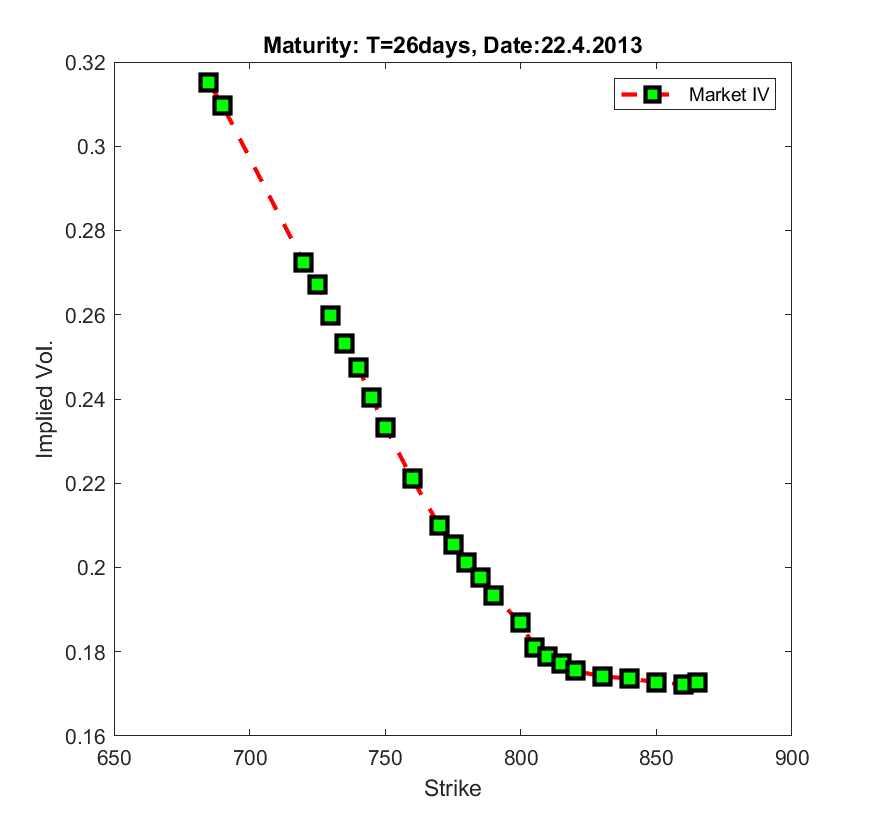 Maturity: T=26days, Date:22.4.2013
Market IV
0.32
0.3
0.28
0.26
0.24
0.22
0.2
0.18
0.16
Implied Vol.
650 700 750 800 850 900
Strike